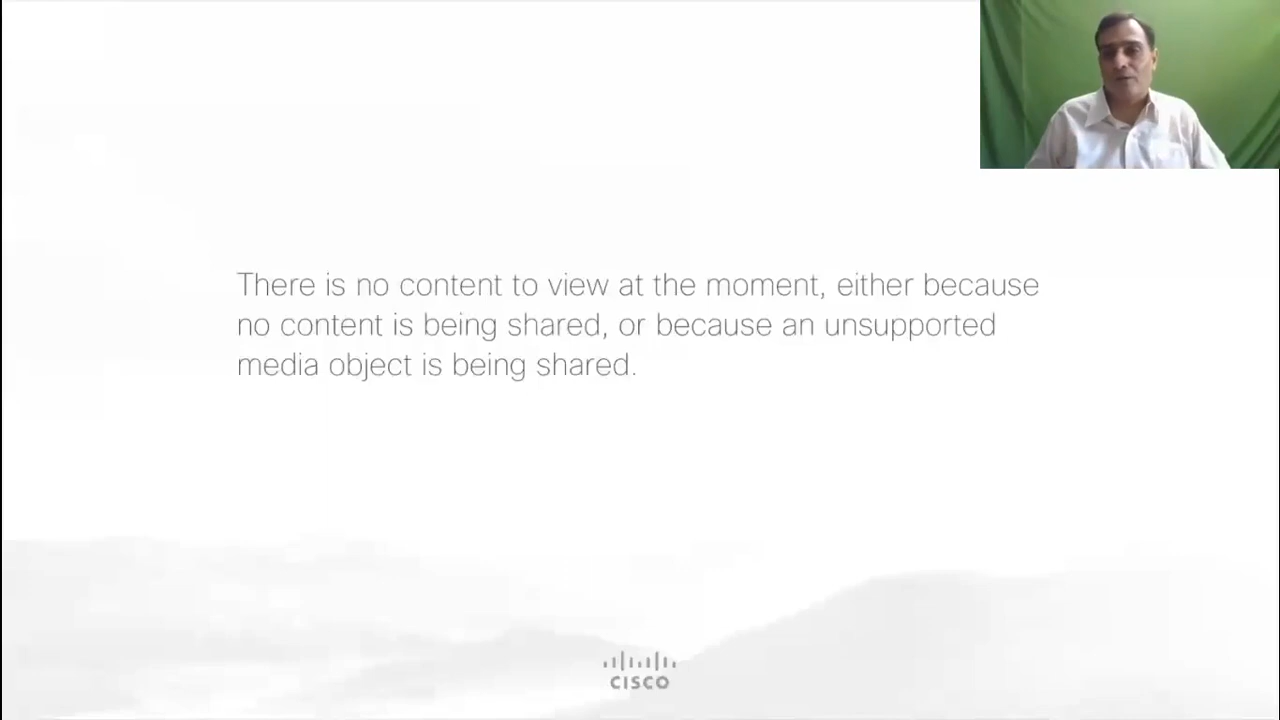 There is no content to view at the moment, either because
no content is being shared, or because an unsupported
media object is being shared.
CISCO